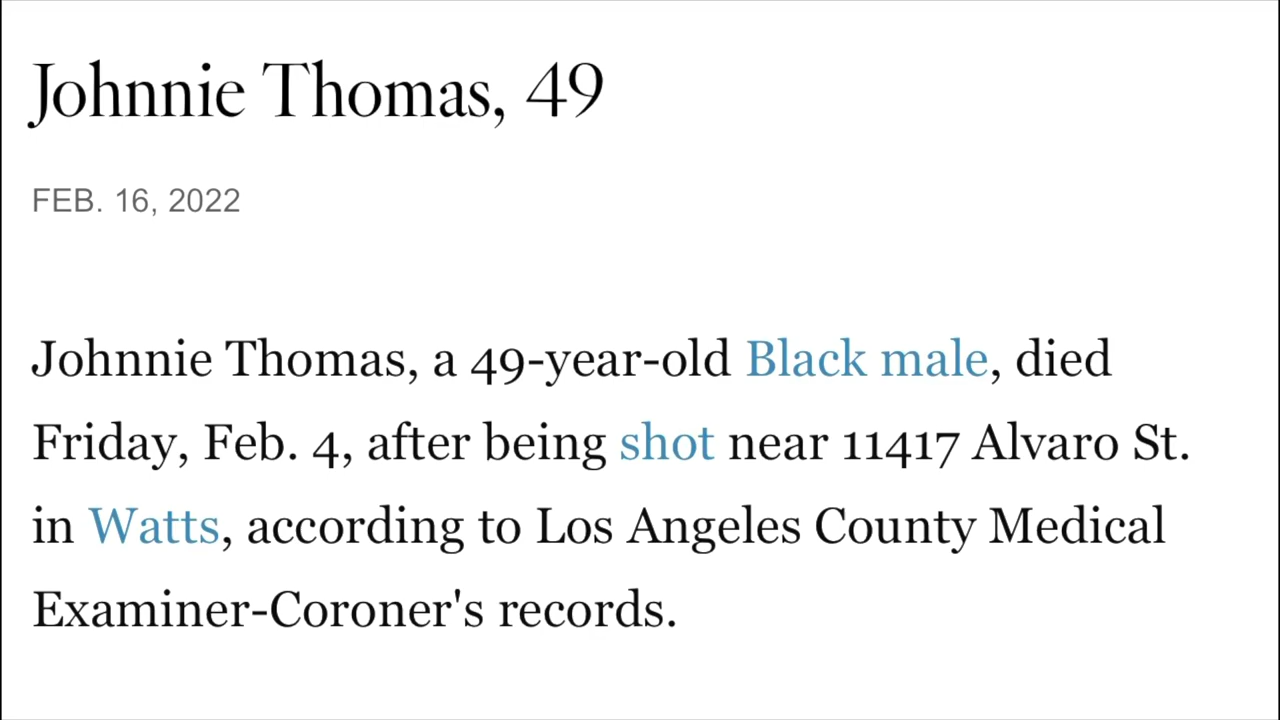 Johnnie Thomas, 49
FEB. 16, 2022
Johnnie Thomas, a 49-year-old Black male, died
Friday, Feb. 4, after being shot near 11417 Alvaro St.
in Watts, according to Los Angeles County Medical
Examiner-Coroner's records.